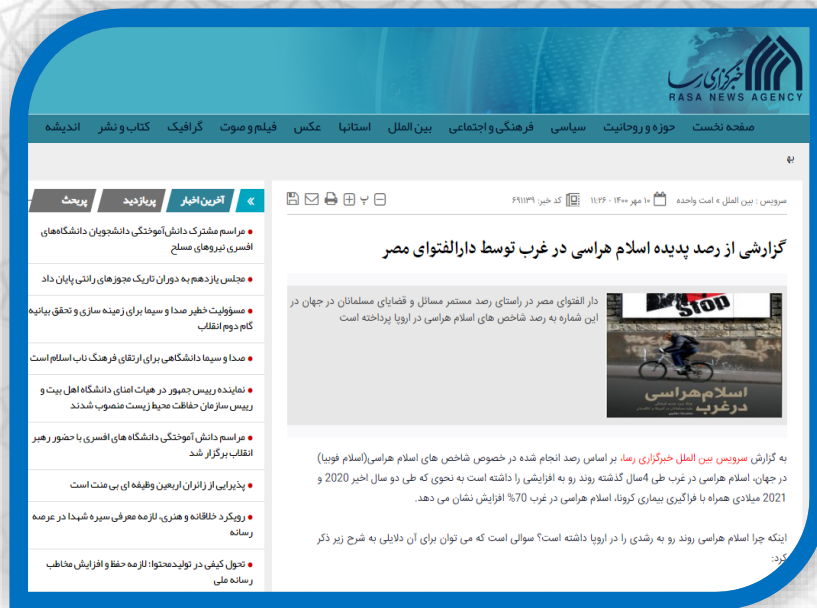 خبرگزاری رسا
RASA NEWS AGENCY
صفحه نخست حوزه و روحانیت سیاسی فرهنگی و اجتماعی بین الملل استانها عکس فیلم و صوت گرافیک کتاب و نشر اندیشه
به
سرویس : بین الملل » امت واحده ۱۰ مهر ۱۴۰۰ - ۱۱:۲۶ کد خبر: ۶۹۱۱۳۹
پ
گزارشی از رصد پدیده اسلام هراسی در غرب توسط دارالفتوای مصر
دار الفتوای مصر در راستای رصد مستمر مسائل و قضایای مسلمانان در جهان در
این شماره به رصد شاخص های اسلام هراسی در اروپا پرداخته است
Stop
اسلام‌هراسی
در غرب
به گزارش سرویس بین الملل خبرگزاری رسا، بر اساس رصد انجام شده در خصوص شاخص های اسلام هراسی(اسلام فوبیا)
در جهان، اسلام هراسی در غرب طی 4سال گذشته روند رو به افزایشی را داشته است به نحوی که طی دو سال اخیر 2020 و
2021 میلادی همراه با فراگیری بیماری کرونا، اسلام هراسی در غرب 70% افزایش نشان می دهد.
اینکه چرا اسلام هراسی روند رو به رشدی را در اروپا داشته است؟ سوالی است که می توان برای آن دلایلی به شرح زیر ذکر
کرد:
» آخرین اخبار پربازدید پربحث
مراسم مشترک دانش‌آموختگی دانشجویان دانشگاه‌های
افسری نیروهای مسلح
مجلس یازدهم به دوران تاریک مجوزهای رانتی پایان داد
مسؤولیت خطیر صدا و سیما برای زمینه سازی و تحقق بیانیه
گام دوم انقلاب
صدا و سیما دانشگاهی برای ارتقای فرهنگ ناب اسلام است
نماینده رییس جمهور در هیات امنای دانشگاه اهل بیت و
رییس سازمان حفاظت محیط زیست منصوب شدند
مراسم دانش آموختگی دانشگاه های افسری با حضور رهبر
انقلاب برگزار شد
پذیرایی از زائران اربعین وظیفه ای بی منت است
رویکرد خلاقانه و هنری، لازمه معرفی سیره شهدا در عرصه
رسانه
تحول کیفی در تولیدمحتوا؛ لازمه حفظ و افزایش مخاطب
رسانه ملی